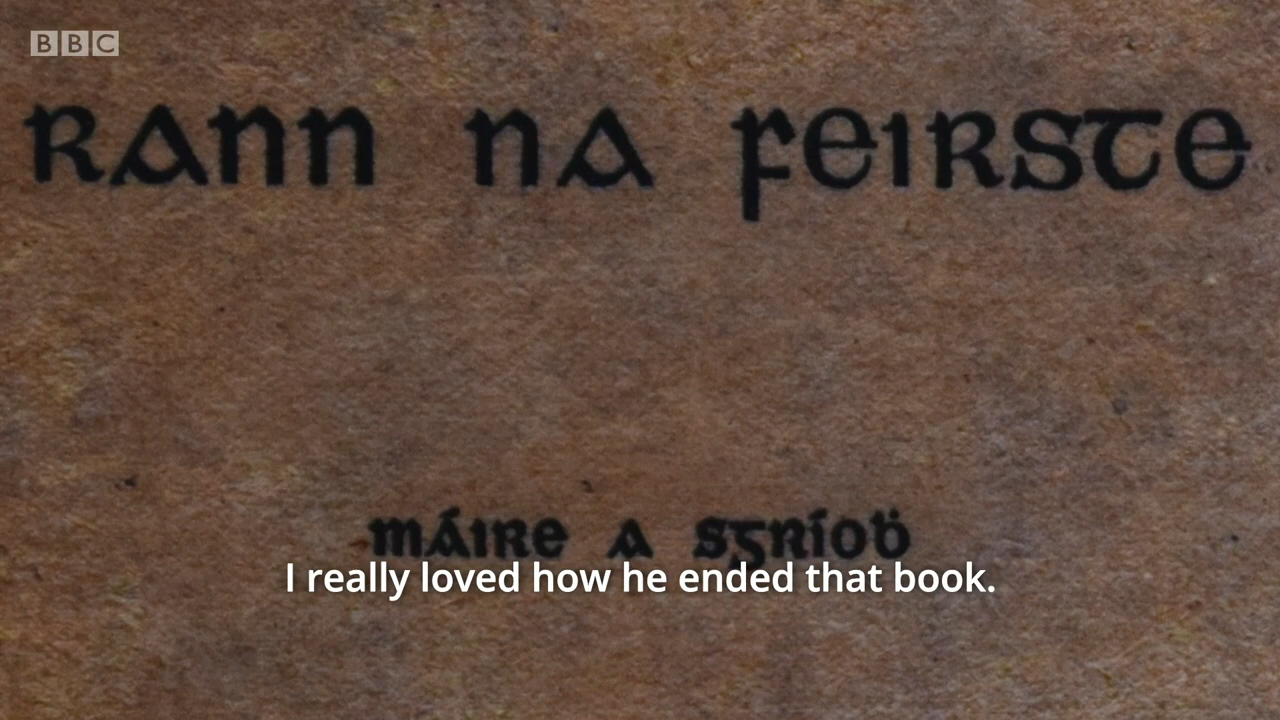 BBC
RANN NA FEIRSTE
MÁIRE A SGRÍOḂ
I really loved how he ended that book.